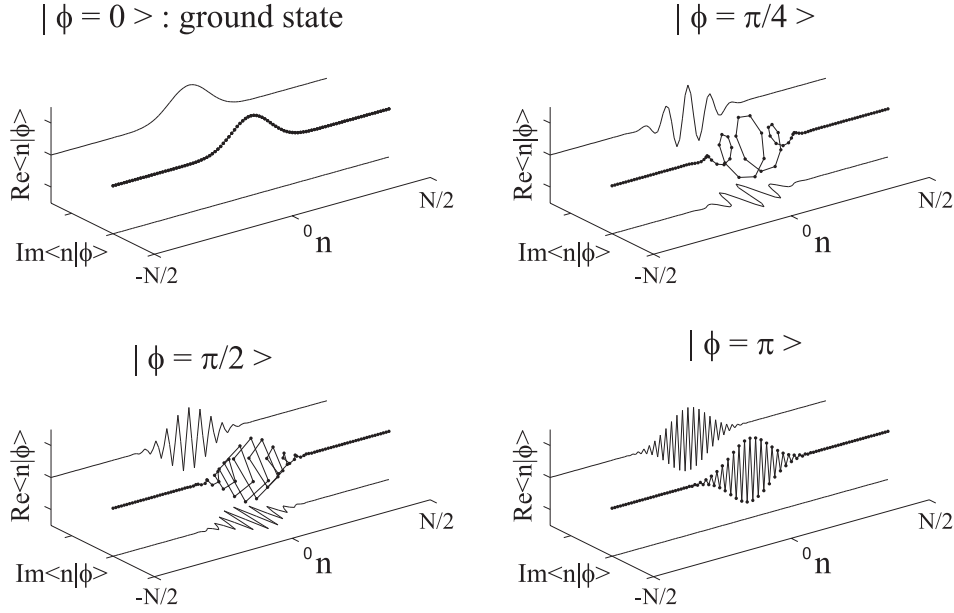 | ϕ = 0 > : ground state
| ϕ = π/4 >
Re<n|ϕ>
Im<n|ϕ>
-N/2
0
n
N/2
Re<n|ϕ>
Im<n|ϕ>
-N/2
0
n
N/2
| ϕ = π/2 >
| ϕ = π >
Re<n|ϕ>
Im<n|ϕ>
-N/2
0
n
N/2
Re<n|ϕ>
Im<n|ϕ>
-N/2
0
n
N/2